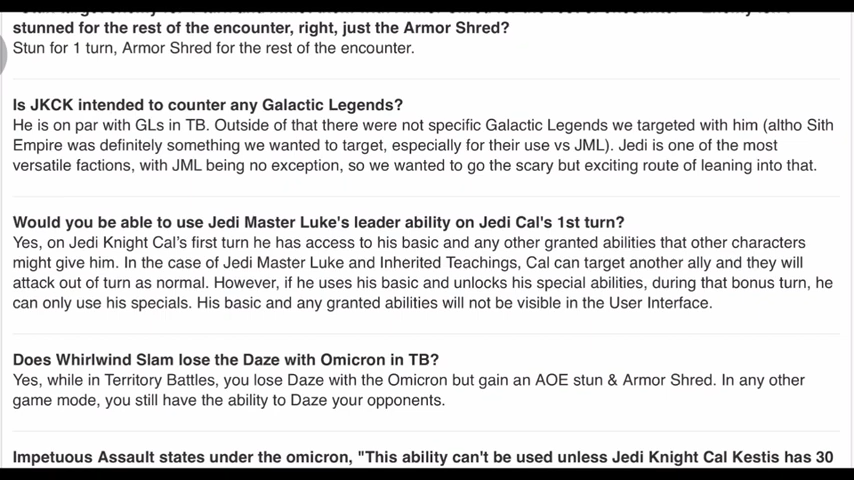 stunned for the rest of the encounter, right, just the Armor Shred?
Stun for 1 turn, Armor Shred for the rest of the encounter.
Is JKCK intended to counter any Galactic Legends?
He is on par with GLs in TB. Outside of that there were not specific Galactic Legends we targeted with him (altho Sith
Empire was definitely something we wanted to target, especially for their use vs JML). Jedi is one of the most
versatile factions, with JML being no exception, so we wanted to go the scary but exciting route of leaning into that.
Would you be able to use Jedi Master Luke's leader ability on Jedi Cal's 1st turn?
Yes, on Jedi Knight Cal's first turn he has access to his basic and any other granted abilities that other characters
might give him. In the case of Jedi Master Luke and Inherited Teachings, Cal can target another ally and they will
attack out of turn as normal. However, if he uses his basic and unlocks his special abilities, during that bonus turn, he
can only use his specials. His basic and any granted abilities will not be visible in the User Interface.
Does Whirlwind Slam lose the Daze with Omicron in TB?
Yes, while in Territory Battles, you lose Daze with the Omicron but gain an AOE stun & Armor Shred. In any other
game mode, you still have the ability to Daze your opponents.
Impetuous Assault states under the omicron, "This ability can't be used unless Jedi Knight Cal Kestis has 30